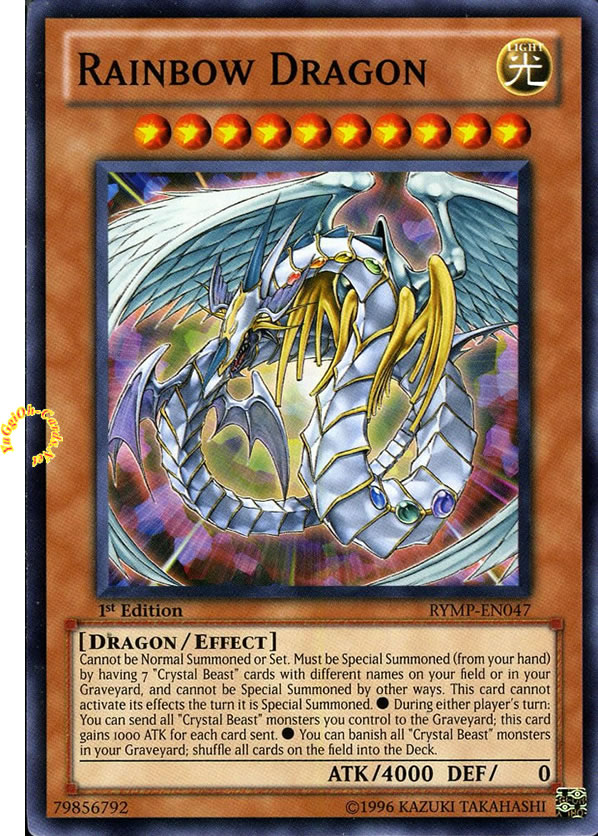 RAINBOW DRAGON
LIGHT
光
YuGgiOh-Cards.Net
1st Edition
RYMP-EN047
[DRAGON / EFFECT]
Cannot be Normal Summoned or Set. Must be Special Summoned (from your hand)
by having 7 "Crystal Beast" cards with different names on your field or in your
Graveyard, and cannot be Special Summoned by other ways. This card cannot
activate its effects the turn it is Special Summoned. ● During either player's turn:
You can send all "Crystal Beast" monsters you control to the Graveyard; this card
gains 1000 ATK for each card sent. ● You can banish all "Crystal Beast" monsters
in your Graveyard; shuffle all cards on the field into the Deck.
ATK/4000 DEF/ 0
79856792
©1996 KAZUKI TAKAHASHI